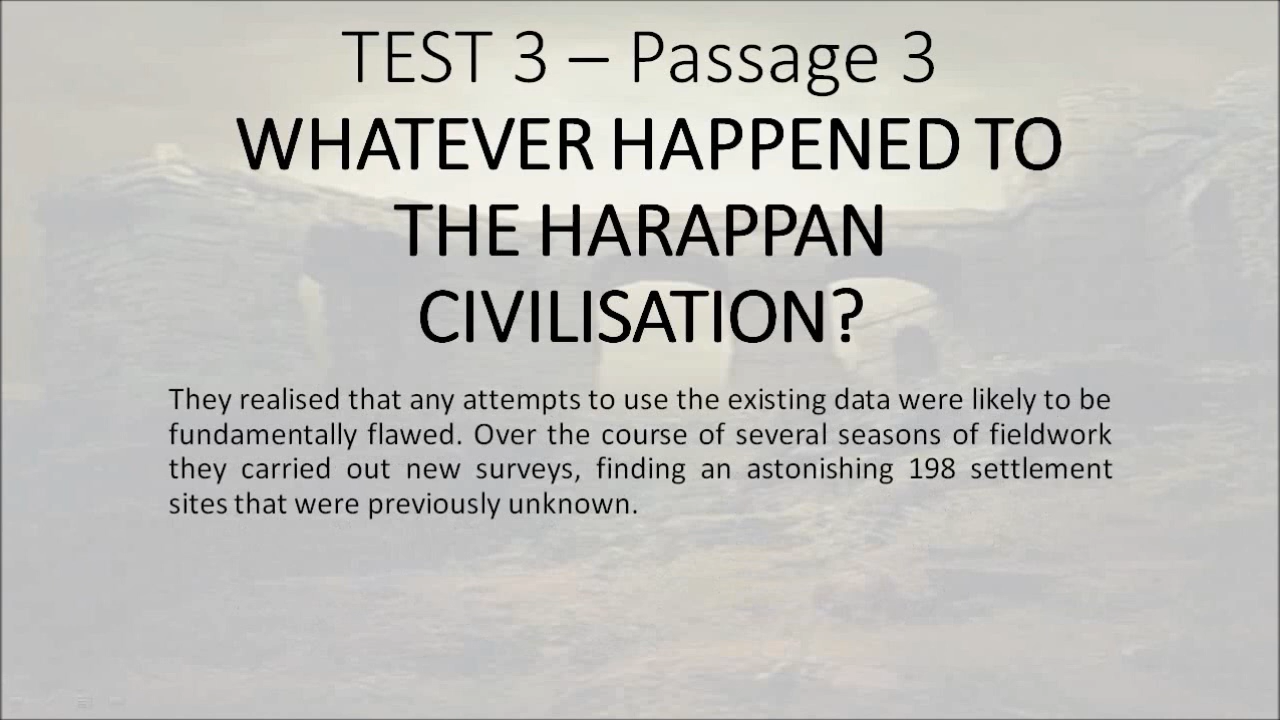 TEST 3 – Passage 3
WHATEVER HAPPENED TO
THE HARAPPAN
CIVILISATION?
They realised that any attempts to use the existing data were likely to be
fundamentally flawed. Over the course of several seasons of fieldwork
they carried out new surveys, finding an astonishing 198 settlement
sites that were previously unknown.